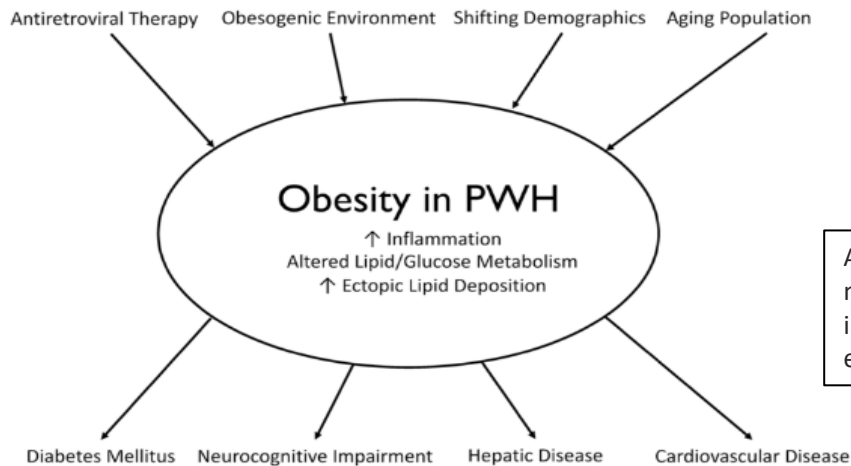 Antiretroviral Therapy Obesogenic Environment Shifting Demographics Aging Population
Obesity in PWH
↑ Inflammation
Altered Lipid/Glucose Metabolism
↑ Ectopic Lipid Deposition
Diabetes Mellitus Neurocognitive Impairment Hepatic Disease Cardiovascular Disease